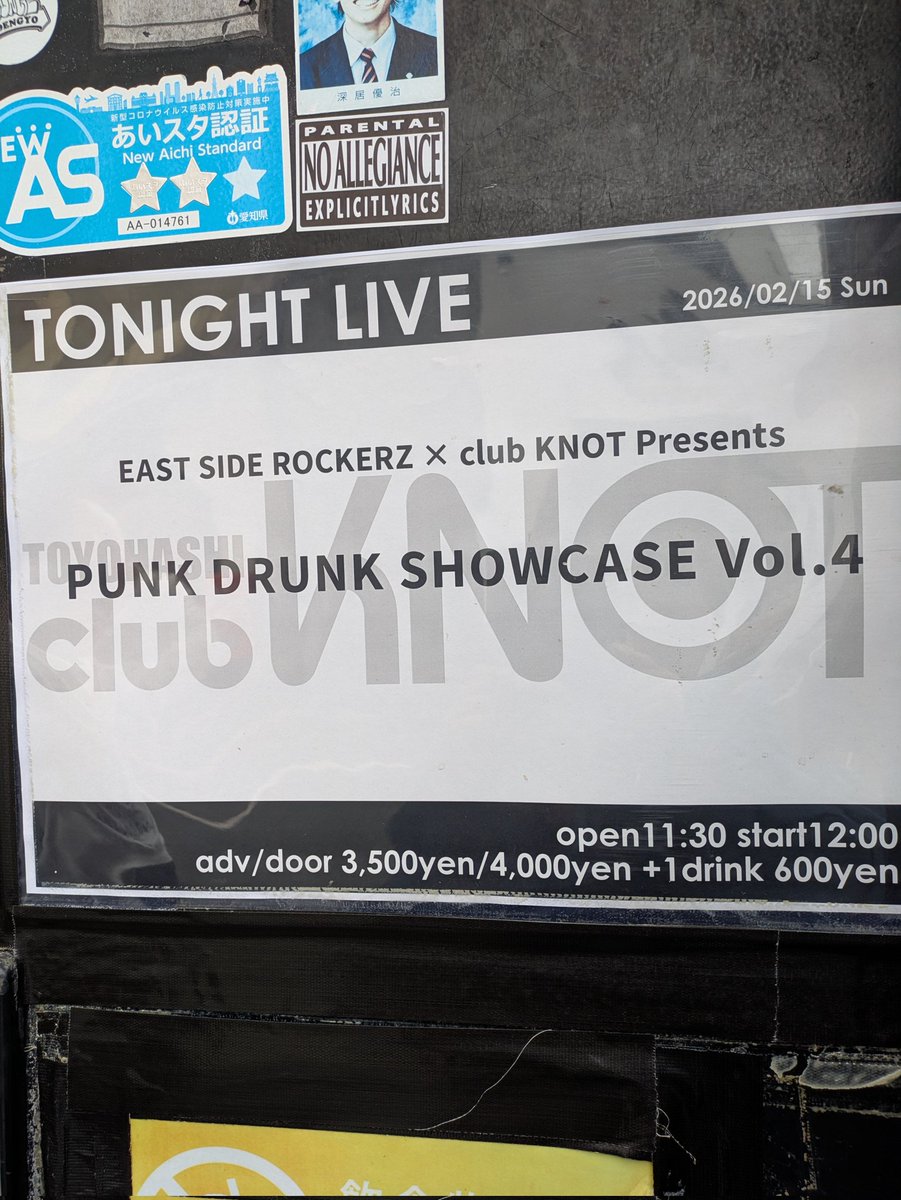 DENGYO
深居優治
新型コロナウイルス感染防止対策実施中
あいスタ認証
New Aichi Standard
EW
AS
AA-014761
愛知県
PARENTAL
NO ALLEGIANCE
EXPLICITLYRICS
TONIGHT LIVE
2026/02/15 Sun
EAST SIDE ROCKERZ × club KNOT Presents
TOYOHASHI
club KNOT
PUNK DRUNK SHOWCASE Vol.4
open11:30 start12:00
adv/door 3,500yen/4,000yen +1drink 600yen